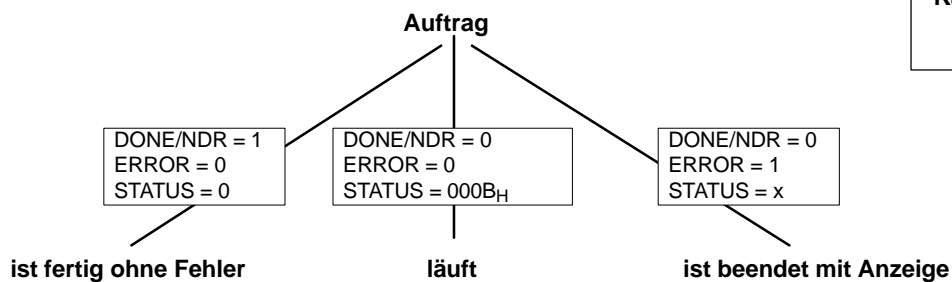 Auftrag
DONE/NDR = 1
ERROR = 0
STATUS = 0
DONE/NDR = 0
ERROR = 0
STATUS = 000BH
DONE/NDR = 0
ERROR = 1
STATUS = x
ist fertig ohne Fehler
läuft
ist beendet mit Anzeige